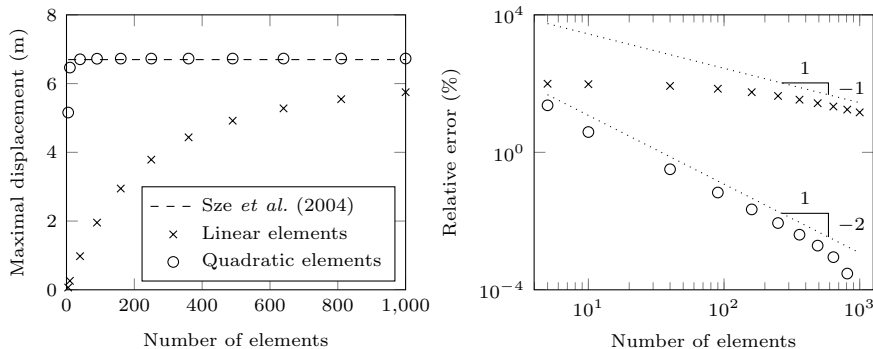 8
6
4
2
0
Maximal displacement (m)
0 200 400 600 800 1,000
Number of elements
Sze et al. (2004)
Linear elements
Quadratic elements
10^4
10^0
10^−4
Relative error (%)
1
−1
1
−2
10^1 10^2 10^3
Number of elements